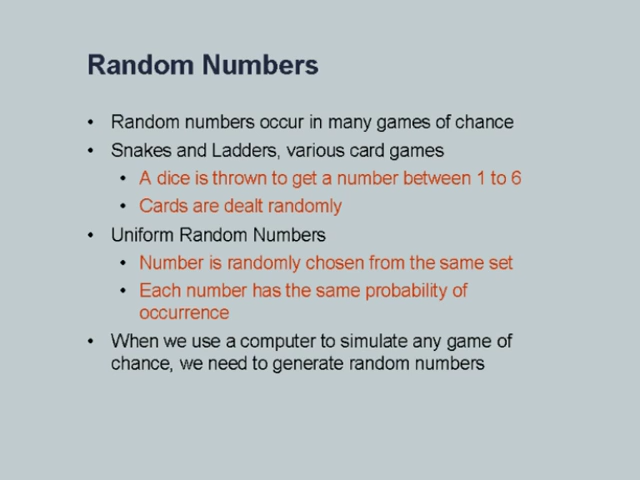 Random Numbers
• Random numbers occur in many games of chance
• Snakes and Ladders, various card games
• A dice is thrown to get a number between 1 to 6
• Cards are dealt randomly
• Uniform Random Numbers
• Number is randomly chosen from the same set
• Each number has the same probability of
occurrence
• When we use a computer to simulate any game of
chance, we need to generate random numbers